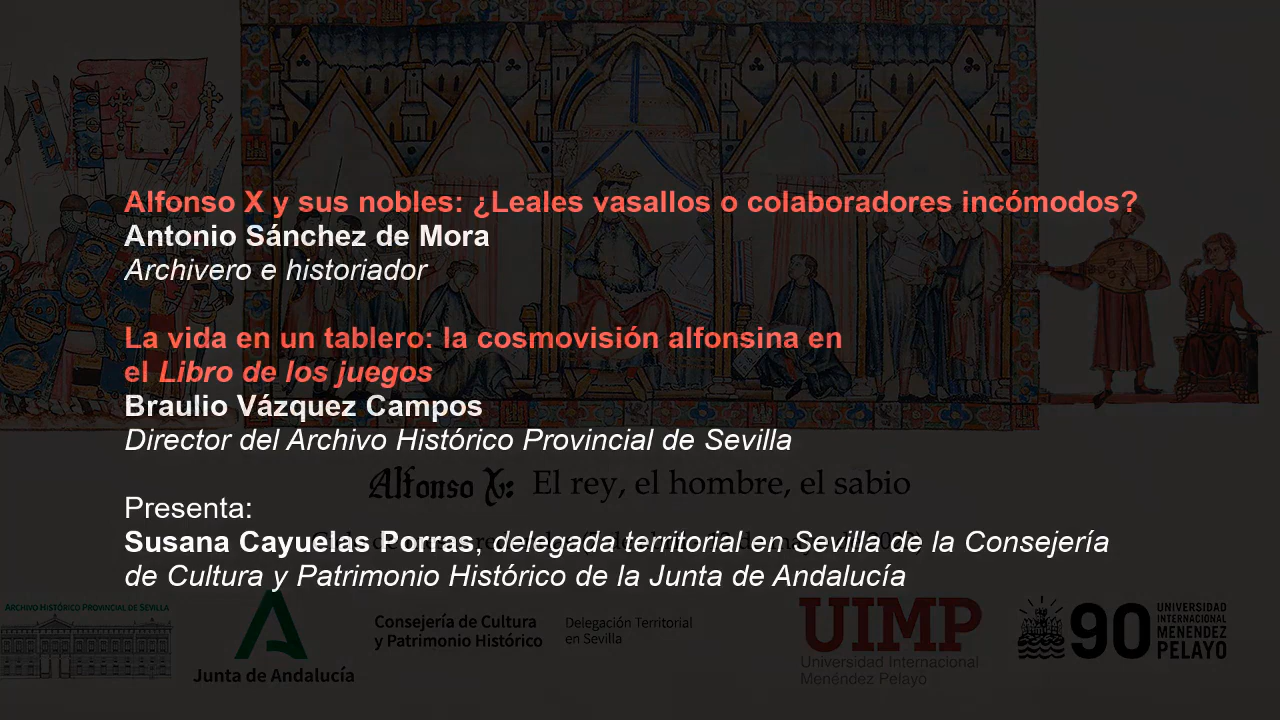 Alfonso X y sus nobles: ¿Leales vasallos o colaboradores incómodos?
Antonio Sánchez de Mora
Archivero e historiador
La vida en un tablero: la cosmovisión alfonsina en
el Libro de los juegos
Braulio Vázquez Campos
Director del Archivo Histórico Provincial de Sevilla
Alfonso X: El rey, el hombre, el sabio
Presenta:
Susana Cayuelas Porras, delegada territorial en Sevilla de la Consejería
de Cultura y Patrimonio Histórico de la Junta de Andalucía
ARCHIVO HISTÓRICO PROVINCIAL DE SEVILLA
Junta de Andalucía
Consejería de Cultura
y Patrimonio Histórico
Delegación Territorial
en Sevilla
UIMP
Universidad Internacional
Menéndez Pelayo
90
UNIVERSIDAD
INTERNACIONAL
MENENDEZ
PELAYO